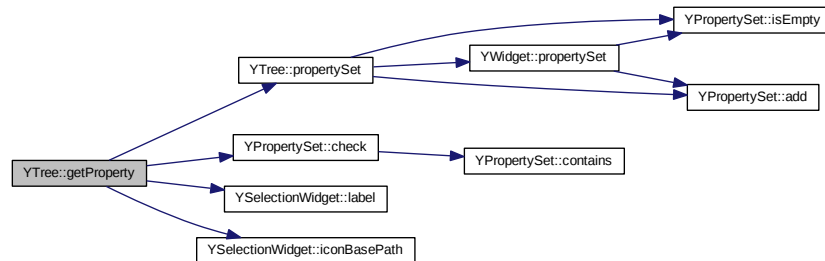 YPropertySet::isEmpty
YWidget::propertySet
YTree::propertySet
YPropertySet::add
YPropertySet::check
YPropertySet::contains
YTree::getProperty
YSelectionWidget::label
YSelectionWidget::iconBasePath